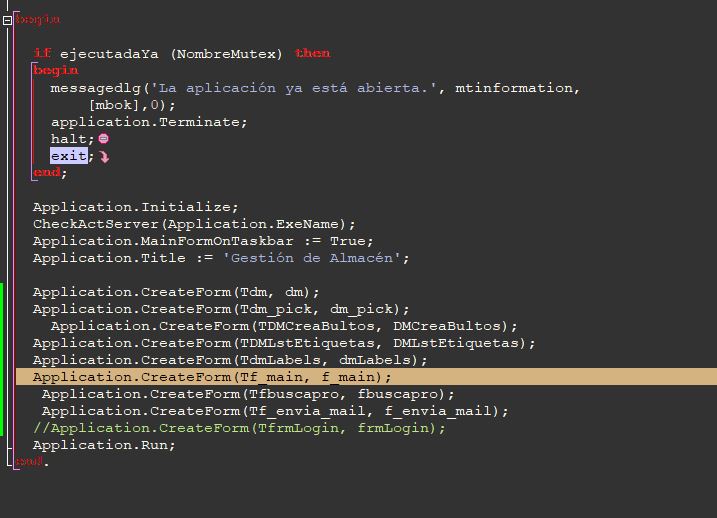 begin
if ejecutadaYa (NombreMutex) then
begin
messagedlg('La aplicación ya está abierta.', mtinformation,
[mbok],0);
application.Terminate;
halt;
exit;
end;
Application.Initialize;
CheckActServer(Application.ExeName);
Application.MainFormOnTaskbar := True;
Application.Title := 'Gestión de Almacén';
Application.CreateForm(Tdm, dm);
Application.CreateForm(Tdm_pick, dm_pick);
Application.CreateForm(TDMCreaBultos, DMCreaBultos);
Application.CreateForm(TDMLstEtiquetas, DMLstEtiquetas);
Application.CreateForm(TdmLabels, dmLabels);
Application.CreateForm(Tf_main, f_main);
Application.CreateForm(Tfbuscapro, fbuscapro);
Application.CreateForm(Tf_envia_mail, f_envia_mail);
//Application.CreateForm(TfrmLogin, frmLogin);
Application.Run;
end.